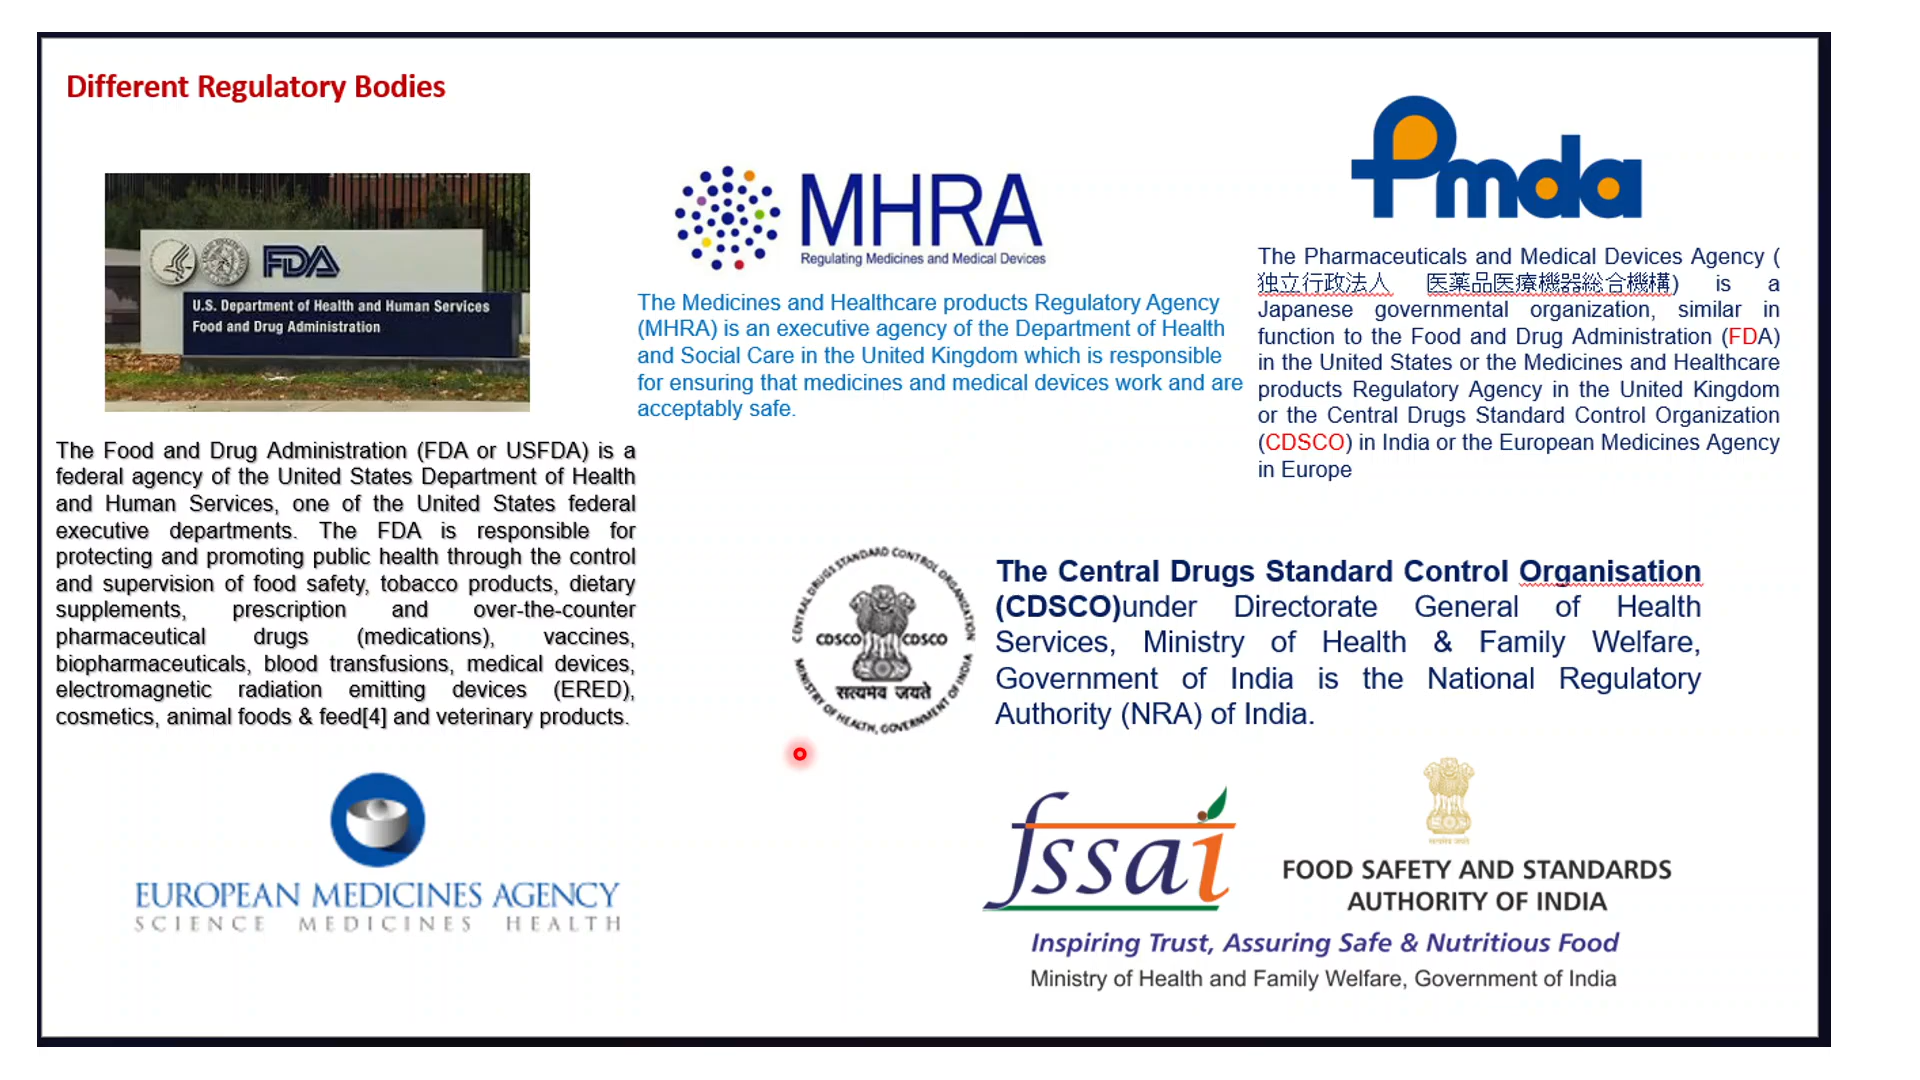 Different Regulatory Bodies
FDA
U.S. Department of Health and Human Services
Food and Drug Administration
The Food and Drug Administration (FDA or USFDA) is a
federal agency of the United States Department of Health
and Human Services, one of the United States federal
executive departments. The FDA is responsible for
protecting and promoting public health through the control
and supervision of food safety, tobacco products, dietary
supplements, prescription and over-the-counter
pharmaceutical drugs (medications), vaccines,
biopharmaceuticals, blood transfusions, medical devices,
electromagnetic radiation emitting devices (ERED),
cosmetics, animal foods & feed[4] and veterinary products.
EUROPEAN MEDICINES AGENCY
SCIENCE MEDICINES HEALTH
MHRA
Regulating Medicines and Medical Devices
The Medicines and Healthcare products Regulatory Agency
(MHRA) is an executive agency of the Department of Health
and Social Care in the United Kingdom which is responsible
for ensuring that medicines and medical devices work and are
acceptably safe.
Pmda
The Pharmaceuticals and Medical Devices Agency (
独立行政法人 医薬品医療機器総合機構) is a
Japanese governmental organization, similar in
function to the Food and Drug Administration (FDA)
in the United States or the Medicines and Healthcare
products Regulatory Agency in the United Kingdom
or the Central Drugs Standard Control Organization
(CDSCO) in India or the European Medicines Agency
in Europe
CENTRAL DRUGS STANDARD CONTROL ORGANIZATION
CDSCO CDSCO
सत्यमेव जयते
MINISTRY OF HEALTH, GOVERNMENT OF INDIA
The Central Drugs Standard Control Organisation
(CDSCO)under Directorate General of Health
Services, Ministry of Health & Family Welfare,
Government of India is the National Regulatory
Authority (NRA) of India.
fssai
सत्यमेव जयते
FOOD SAFETY AND STANDARDS
AUTHORITY OF INDIA
Inspiring Trust, Assuring Safe & Nutritious Food
Ministry of Health and Family Welfare, Government of India